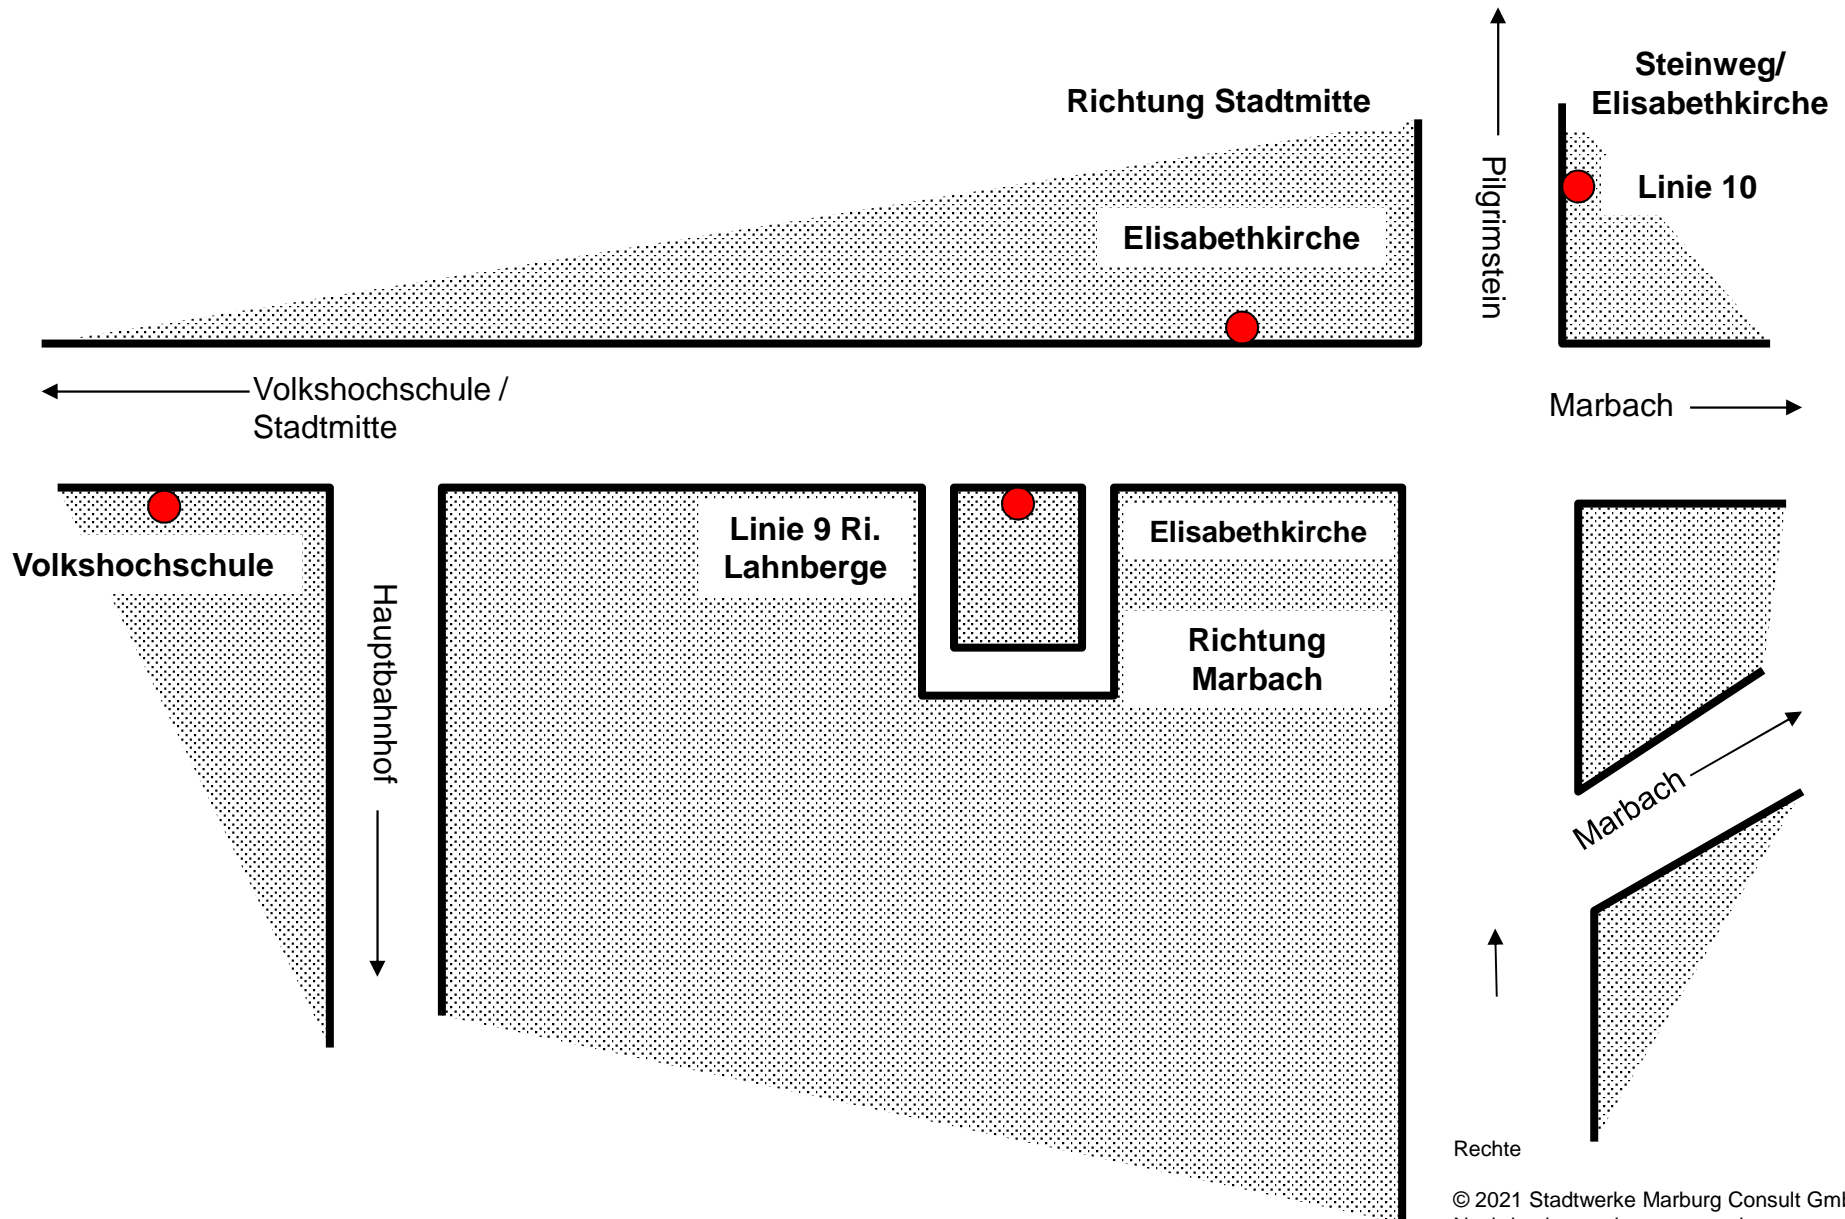 Steinweg/
Elisabethkirche
Richtung Stadtmitte
Linie 10
Pilgrimstein
Elisabethkirche
Volkshochschule /
Stadtmitte
Marbach
Linie 9 Ri.
Lahnberge
Elisabethkirche
Volkshochschule
Hauptbahnhof
Richtung
Marbach
Marbach
Rechte
© 2021 Stadtwerke Marburg Consult